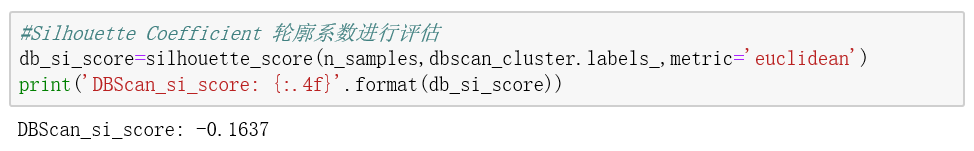 #Silhouette Coefficient 轮廓系数进行评估
db_si_score=silhouette_score(n_samples,dbscan_cluster.labels_,metric='euclidean')
print('DBScan_si_score: {:.4f}'.format(db_si_score))
DBScan_si_score: -0.1637